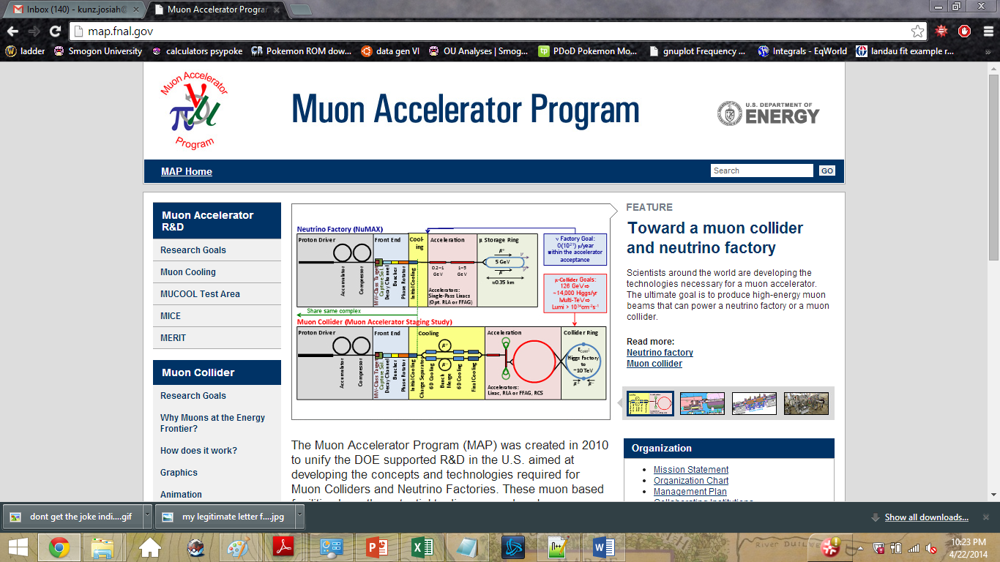 Inbox (140) - kunz.josiah@
Muon Accelerator Program
map.fnal.gov
ladder
Smogon University
calculators psypoke
Pokemon ROM dow...
data gen VI
OU Analyses | Smog...
PDoD Pokemon Mo...
gnuplot Frequency ...
Integrals - EqWorld
landau fit example r...
Muon Accelerator
Program
Muon Accelerator Program
U.S. DEPARTMENT OF
ENERGY
MAP Home
Search
GO
Muon Accelerator
R&D
Research Goals
Muon Cooling
MUCOOL Test Area
MICE
MERIT
Muon Collider
Research Goals
Why Muons at the Energy
Frontier?
How does it work?
Graphics
Animation
Neutrino Factory (NuMAX)
Proton Driver
Front End
Cool-
ing
Acceleration
μ Storage Ring
Accumulator
Compressor
MW-Class Target
Capture Sol.
Decay Channel
Buncher
Phase Rotator
Initial Cooling
0.2–1
GeV
1–5
GeV
Accelerators:
Single-Pass Linacs
(Opt. RLA or FFAG)
μ⁺
5 GeV
μ⁻
ν
ν
≈0.35 km
ν Factory Goal:
O(10²¹) μ/year
within the accelerator
acceptance
μ-Collider Goals:
126 GeV ⇒
~14,000 Higgs/yr
Multi-TeV ⇒
Lumi > 10³⁴cm⁻²s⁻¹
Share same complex
Muon Collider (Muon Accelerator Staging Study)
Proton Driver
Front End
Cooling
Acceleration
Collider Ring
Accumulator
Compressor
MW-Class Target
Capture Sol.
Decay Channel
Buncher
Phase Rotator
Initial Cooling
Charge Separator
6D Cooling
Bunch
Merge
6D Cooling
Final Cooling
μ⁺
μ⁻
Accelerators:
Linac, RLA or FFAG, RCS
ECoM:
Higgs Factory
to
~10 TeV
μ⁺ μ⁻
FEATURE
Toward a muon collider
and neutrino factory
Scientists around the world are developing the
technologies necessary for a muon accelerator.
The ultimate goal is to produce high-energy muon
beams that can power a neutrino factory or a muon
collider.
Read more:
Neutrino factory
Muon collider
The Muon Accelerator Program (MAP) was created in 2010
to unify the DOE supported R&D in the U.S. aimed at
developing the concepts and technologies required for
Muon Colliders and Neutrino Factories. These muon based
Organization
Mission Statement
Organization Chart
Management Plan
Collaborating Institutions
dont get the joke indi....gif
my legitimate letter f....jpg
Show all downloads...
River Duilwen
10:23 PM
4/22/2014